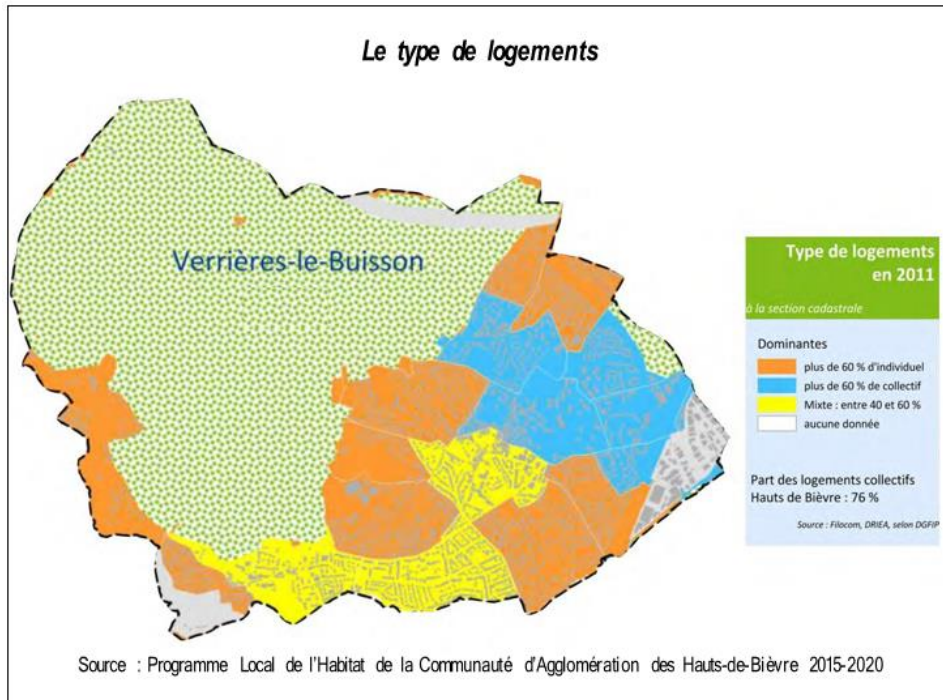 Le type de logements
Verrières-le-Buisson
Type de logements
en 2011
à la section cadastrale
Dominantes
plus de 60 % d'individuel
plus de 60 % de collectif
Mixte : entre 40 et 60 %
aucune donnée
Part des logements collectifs
Hauts de Bièvre : 76 %
Source : Filocom, DRIEA, selon DGFIP
Source : Programme Local de l'Habitat de la Communauté d'Agglomération des Hauts-de-Bièvre 2015-2020